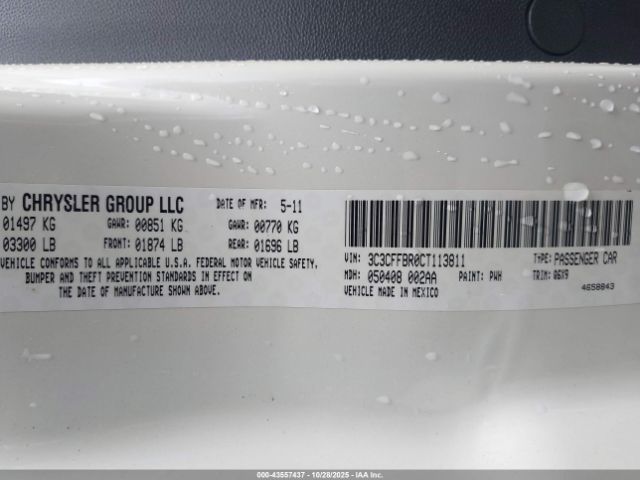 BY CHRYSLER GROUP LLC DATE OF MFR: 5-11
01497 KG GAWR: 00851 KG GAWR: 00770 KG
03300 LB FRONT: 01874 LB REAR: 01696 LB
VEHICLE CONFORMS TO ALL APPLICABLE U.S.A. FEDERAL MOTOR VEHICLE SAFETY,
BUMPER AND THEFT PREVENTION STANDARDS IN EFFECT ON
THE DATE OF MANUFACTURE SHOWN ABOVE.
VIN: 3C3CFFBR0CT113811 TYPE: PASSENGER CAR
MDH: 050408 002AA PAINT: PWH TRIM: G6X9
VEHICLE MADE IN MEXICO 4658843
000-43557437 - 10/28/2025 - IAAI.COM